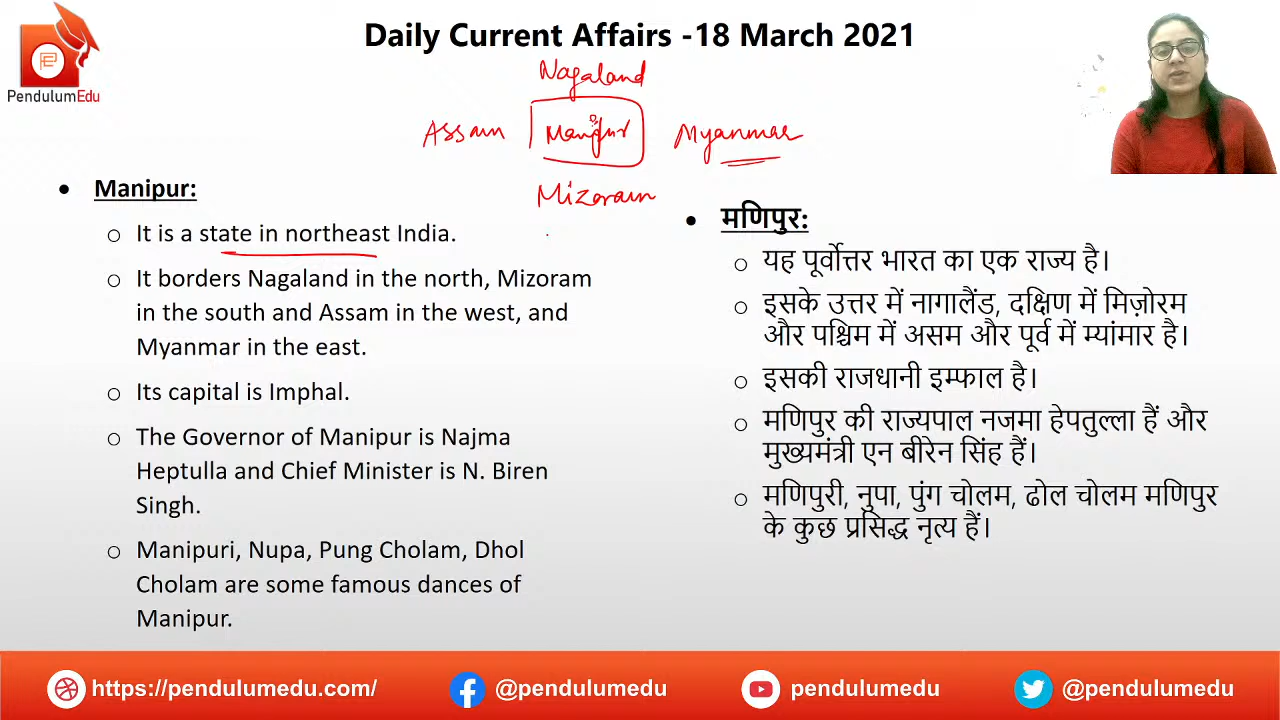 Daily Current Affairs -18 March 2021
PendulumEdu
Nagaland
Assam Manipur Myanmar
Mizoram
• Manipur:
o It is a state in northeast India.
o It borders Nagaland in the north, Mizoram
in the south and Assam in the west, and
Myanmar in the east.
o Its capital is Imphal.
o The Governor of Manipur is Najma
Heptulla and Chief Minister is N. Biren
Singh.
o Manipuri, Nupa, Pung Cholam, Dhol
Cholam are some famous dances of
Manipur.
• मणिपुर:
o यह पूर्वोत्तर भारत का एक राज्य है।
o इसके उत्तर में नागालैंड, दक्षिण में मिज़ोरम
और पश्चिम में असम और पूर्व में म्यांमार है।
o इसकी राजधानी इम्फाल है।
o मणिपुर की राज्यपाल नजमा हेपतुल्ला हैं और
मुख्यमंत्री एन बीरेन सिंह हैं।
o मणिपुरी, नुपा, पुंग चोलम, ढोल चोलम मणिपुर
के कुछ प्रसिद्ध नृत्य हैं।
https://pendulumedu.com/ @pendulumedu pendulumedu @pendulumedu